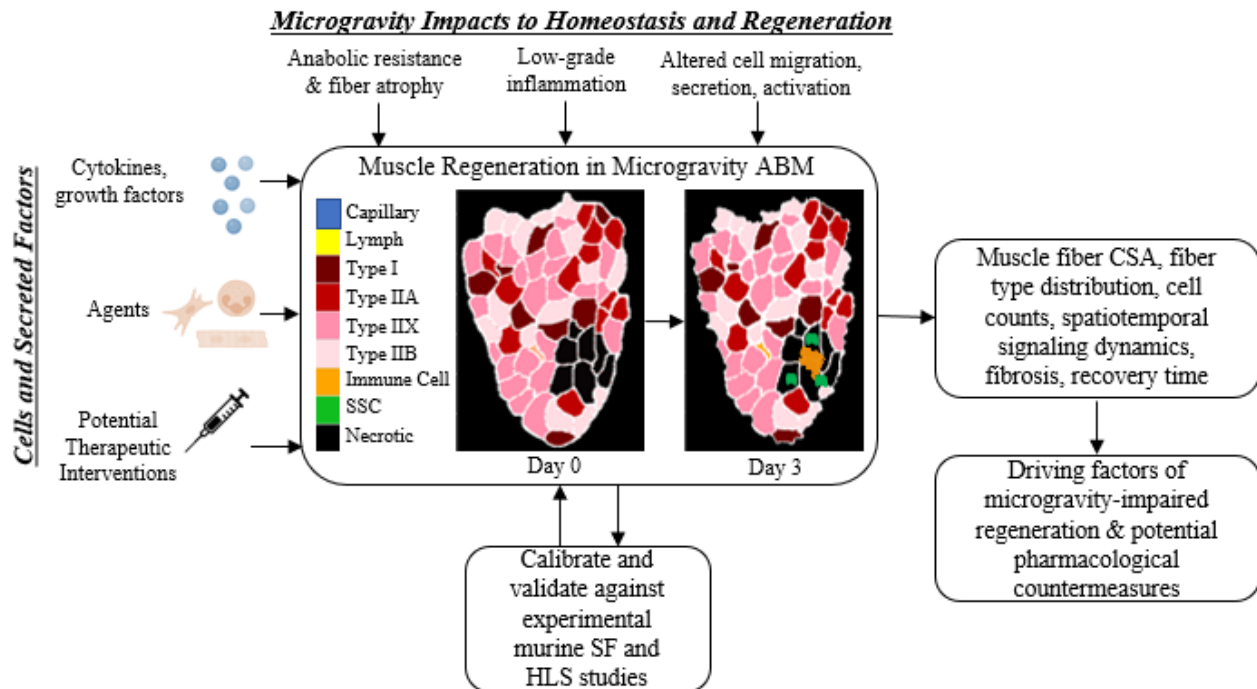 Microgravity Impacts to Homeostasis and Regeneration
Anabolic resistance
& fiber atrophy
Low-grade
inflammation
Altered cell migration,
secretion, activation
Cells and Secreted Factors
Cytokines,
growth factors
Agents
Potential
Therapeutic
Interventions
Muscle Regeneration in Microgravity ABM
Capillary
Lymph
Type I
Type IIA
Type IIX
Type IIB
Immune Cell
SSC
Necrotic
Day 0
Day 3
Calibrate and
validate against
experimental
murine SF and
HLS studies
Muscle fiber CSA, fiber
type distribution, cell
counts, spatiotemporal
signaling dynamics,
fibrosis, recovery time
Driving factors of
microgravity-impaired
regeneration & potential
pharmacological
countermeasures